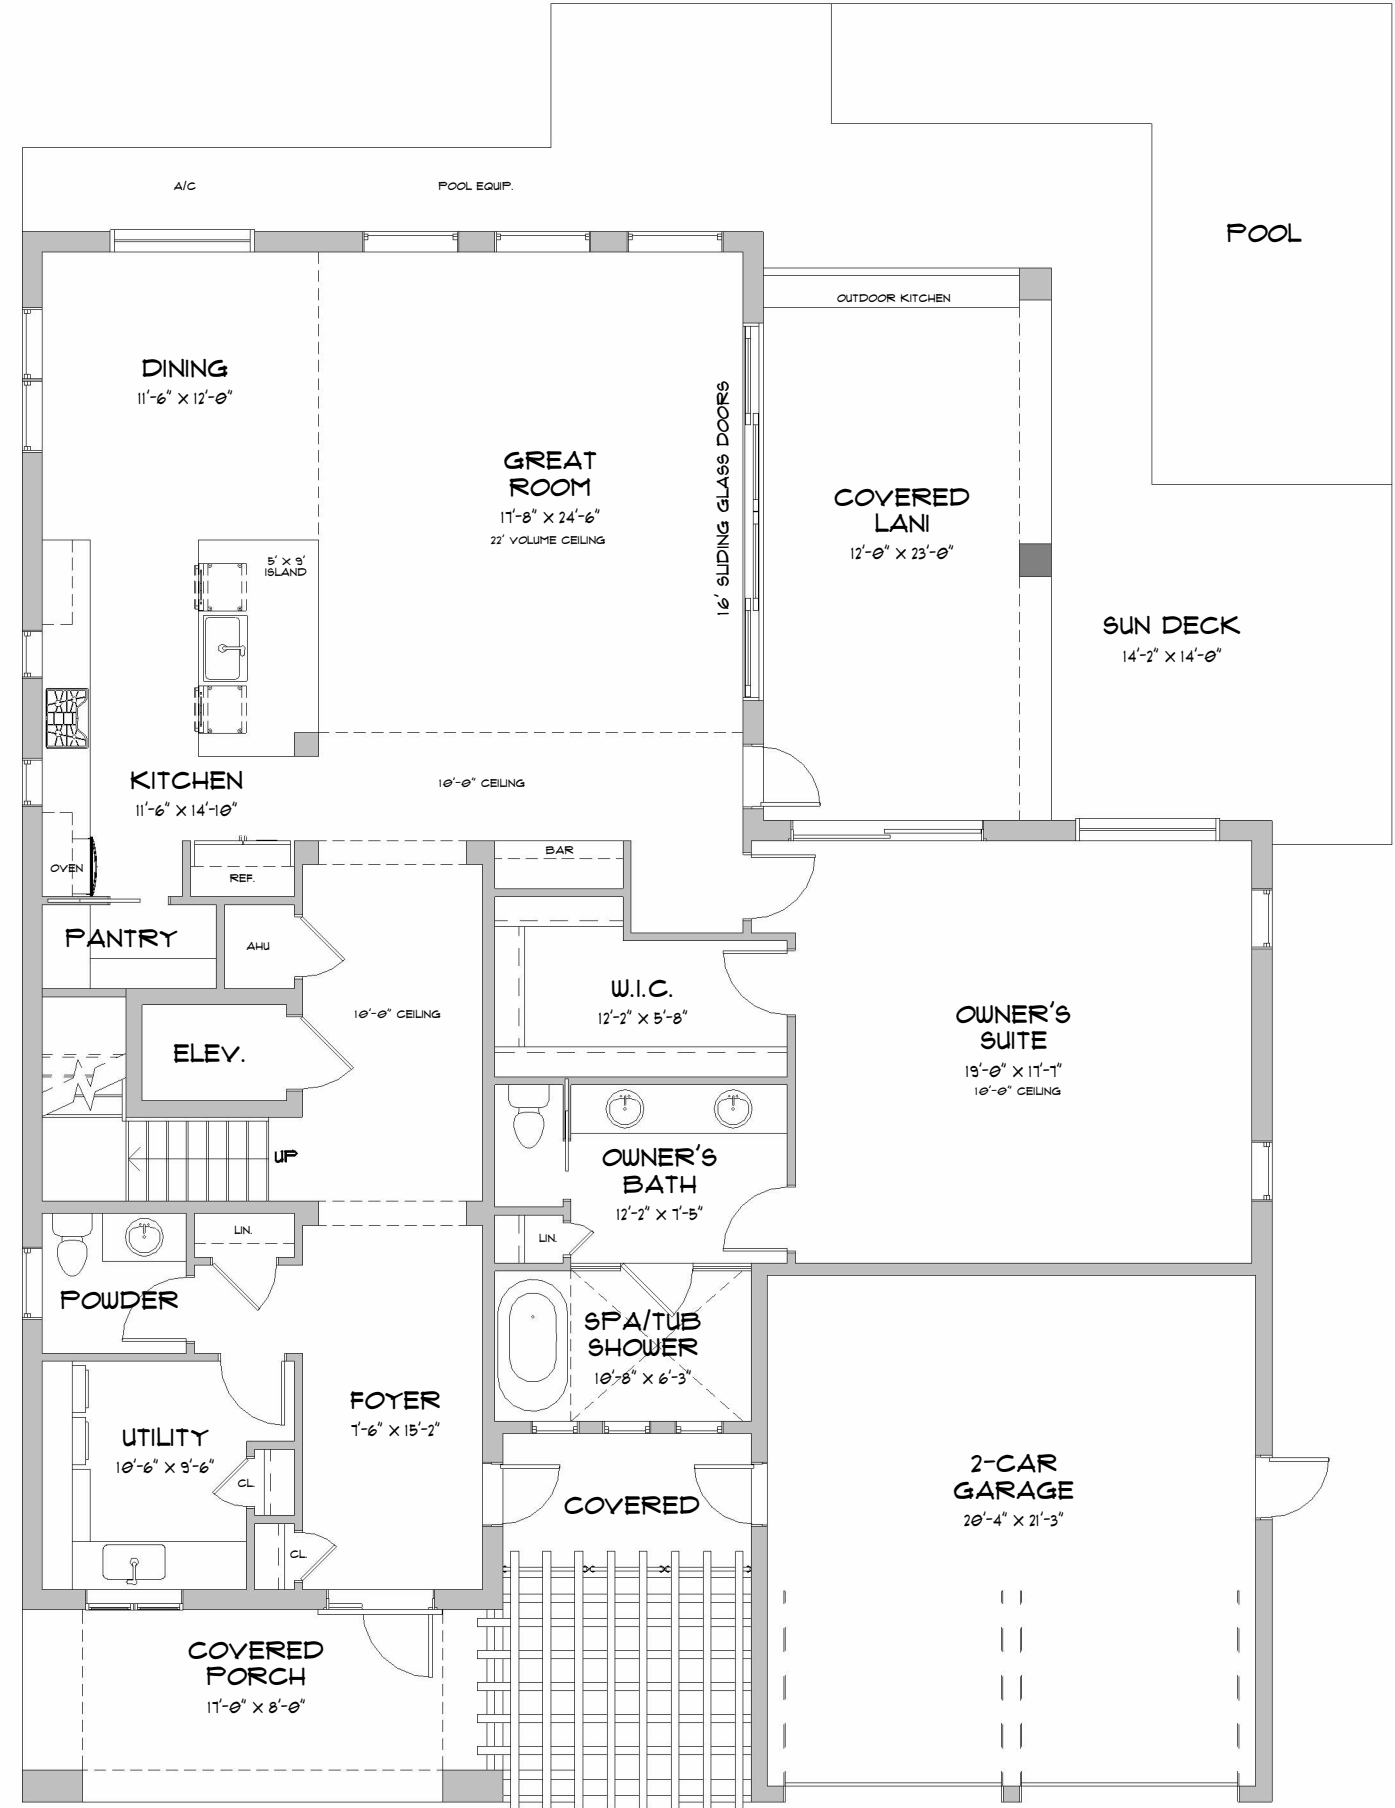 A/C
POOL EQUIP.
POOL
OUTDOOR KITCHEN
DINING
11'-6" X 12'-0"
GREAT
ROOM
17'-8" X 24'-6"
22' VOLUME CEILING
16' SLIDING GLASS DOORS
COVERED
LANI
12'-0" X 23'-0"
5' X 9'
ISLAND
SUN DECK
14'-2" X 14'-0"
KITCHEN
11'-6" X 14'-10"
10'-0" CEILING
OVEN
REF.
BAR
PANTRY
AHU
W.I.C.
12'-2" X 5'-8"
10'-0" CEILING
OWNER'S
SUITE
19'-0" X 17'-7"
10'-0" CEILING
ELEV.
UP
OWNER'S
BATH
12'-2" X 7'-5"
LIN.
LIN.
POWDER
SPA/TUB
SHOWER
10'-8" X 6'-3"
FOYER
7'-6" X 15'-2"
UTILITY
10'-6" X 9'-6"
CL.
CL.
COVERED
2-CAR
GARAGE
20'-4" X 21'-3"
COVERED
PORCH
17'-0" X 8'-0"